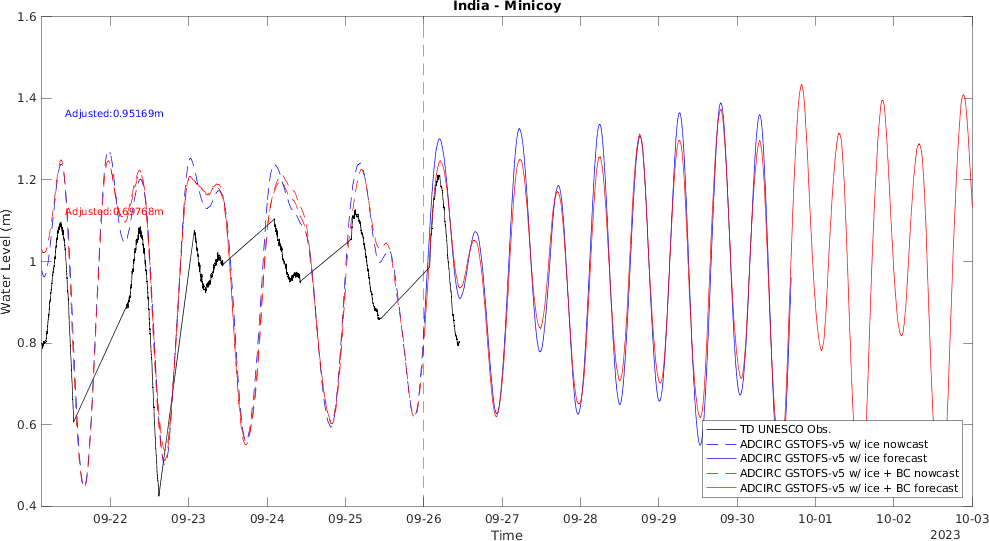 India - Minicoy
1.6
1.4
1.2
1
0.8
0.6
0.4
Water Level (m)
Adjusted:0.95169m
Adjusted:0.69768m
TD UNESCO Obs.
ADCIRC GSTOFS-v5 w/ ice nowcast
ADCIRC GSTOFS-v5 w/ ice forecast
ADCIRC GSTOFS-v5 w/ ice + BC nowcast
ADCIRC GSTOFS-v5 w/ ice + BC forecast
09-22 09-23 09-24 09-25 09-26 09-27 09-28 09-29 09-30 10-01 10-02 10-03
Time
2023